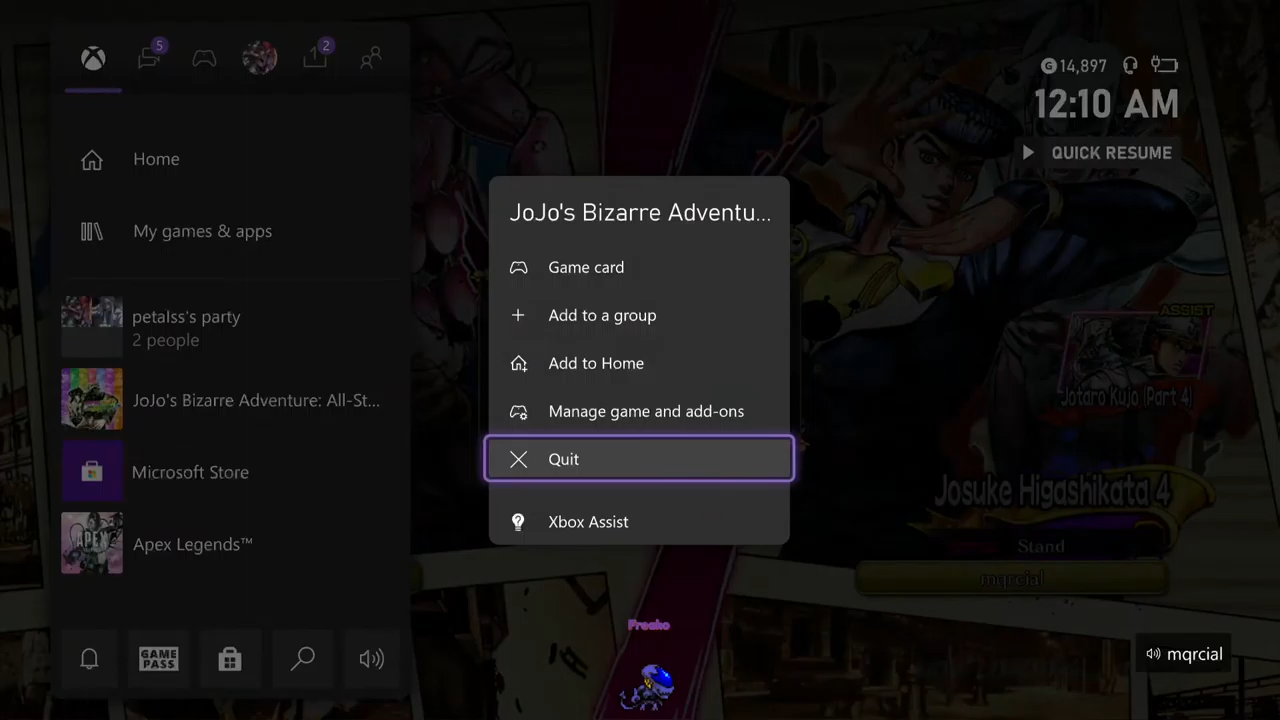 5
2
14,897
12:10 AM
QUICK RESUME
Home
My games & apps
petalss's party
2 people
JoJo's Bizarre Adventure: All-St...
Microsoft Store
APEX
Apex Legends™
GAME
PASS
JoJo's Bizarre Adventu...
Game card
Add to a group
Add to Home
Manage game and add-ons
Quit
Xbox Assist
ASSIST
Jotaro Kujo (Part 4)
Josuke Higashikata 4
Stand
mqrcial
Freako
mqrcial